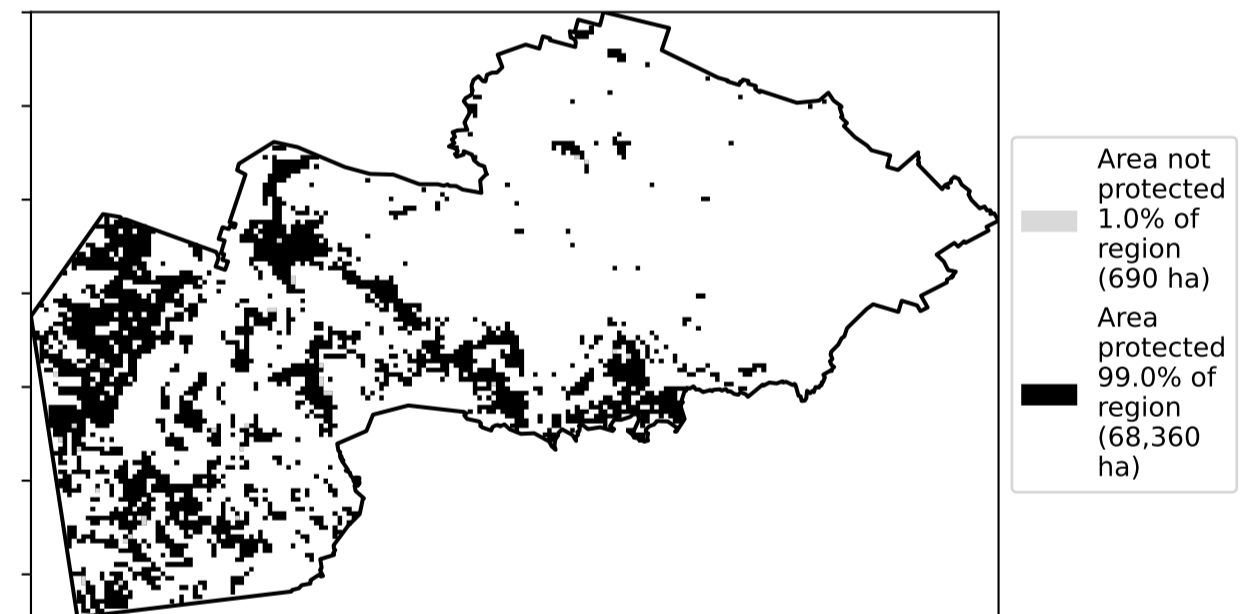 Area not
protected
1.0% of
region
(690 ha)
Area
protected
99.0% of
region
(68,360
ha)